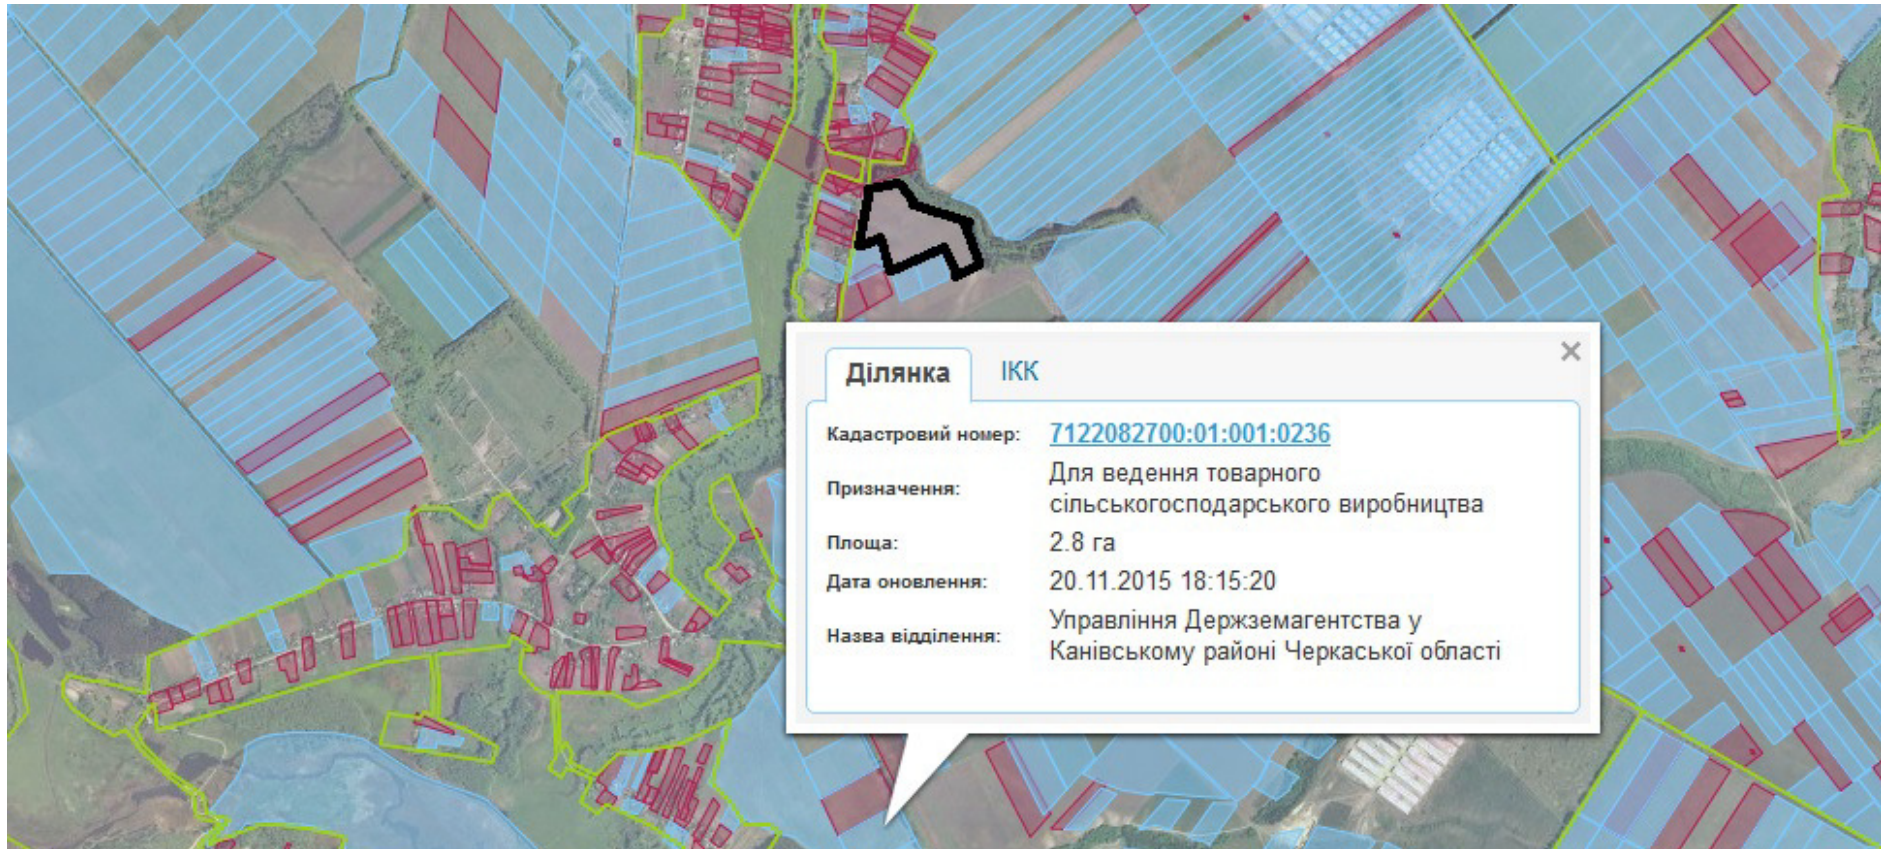 Ділянка ІКК
Кадастровий номер: 7122082700:01:001:0236
Призначення: Для ведення товарного
сільськогосподарського виробництва
Площа: 2.8 га
Дата оновлення: 20.11.2015 18:15:20
Назва відділення: Управління Держземагентства у
Канівському районі Черкаської області